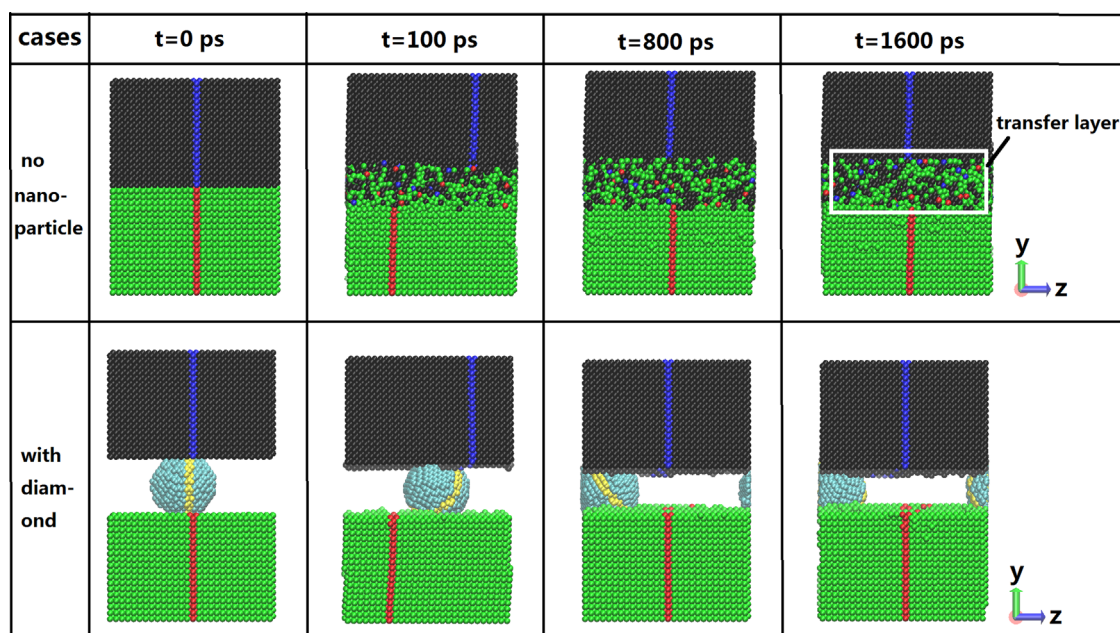 cases
t=0 ps
t=100 ps
t=800 ps
t=1600 ps
no
nano-
particle
transfer layer
y
z
with
diam-
ond
y
z